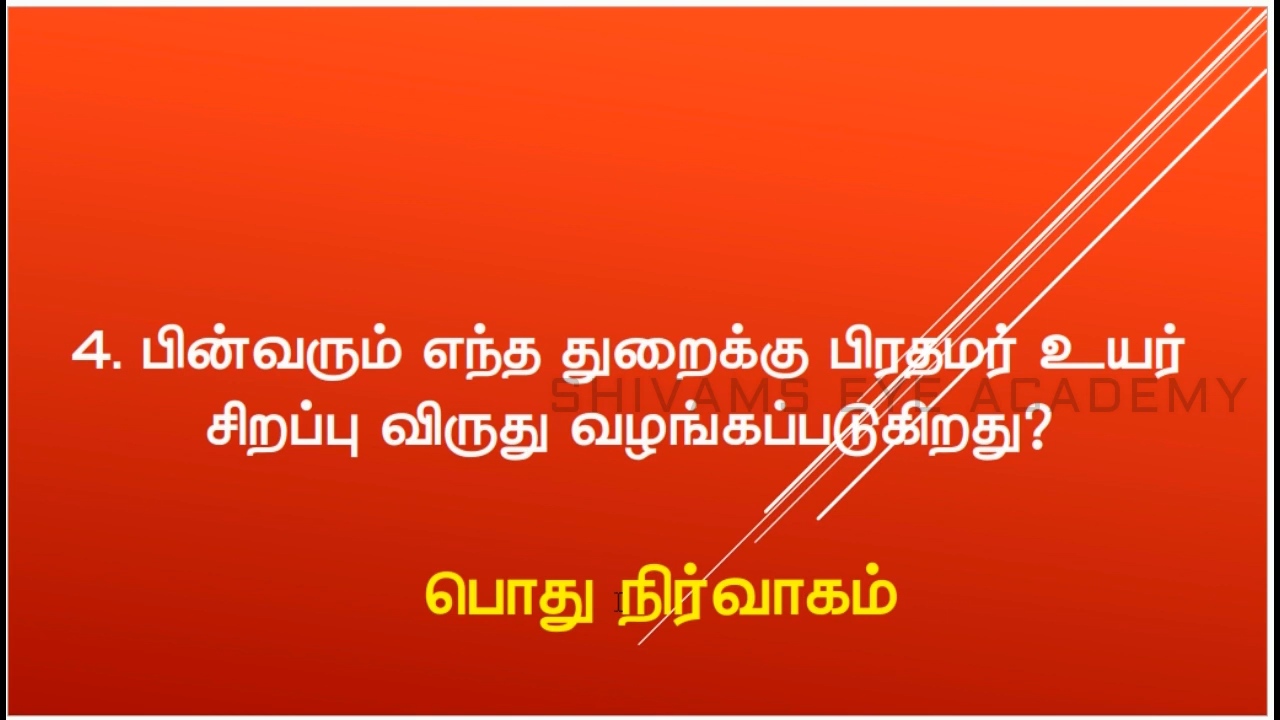 4. பின்வரும் எந்த துறைக்கு பிரதமர் உயர்
சிறப்பு விருது வழங்கப்படுகிறது?
SHIVAMS EYE ACADEMY
பொது நிர்வாகம்